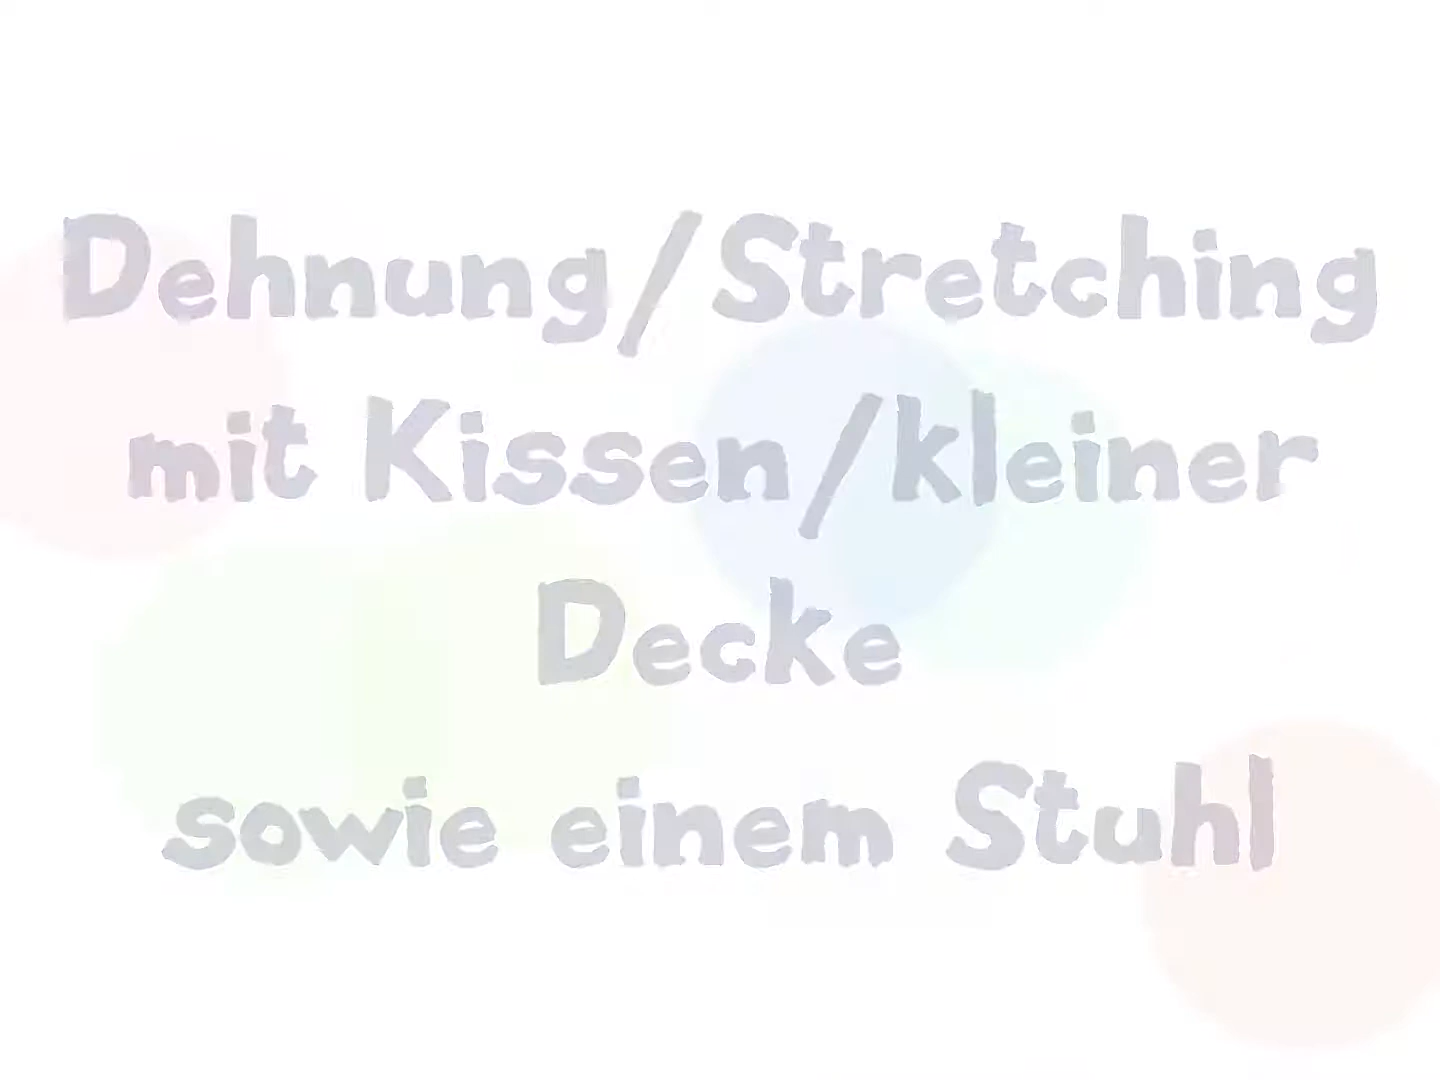 Dehnung/Stretching
mit Kissen/kleiner
Decke
sowie einem Stuhl